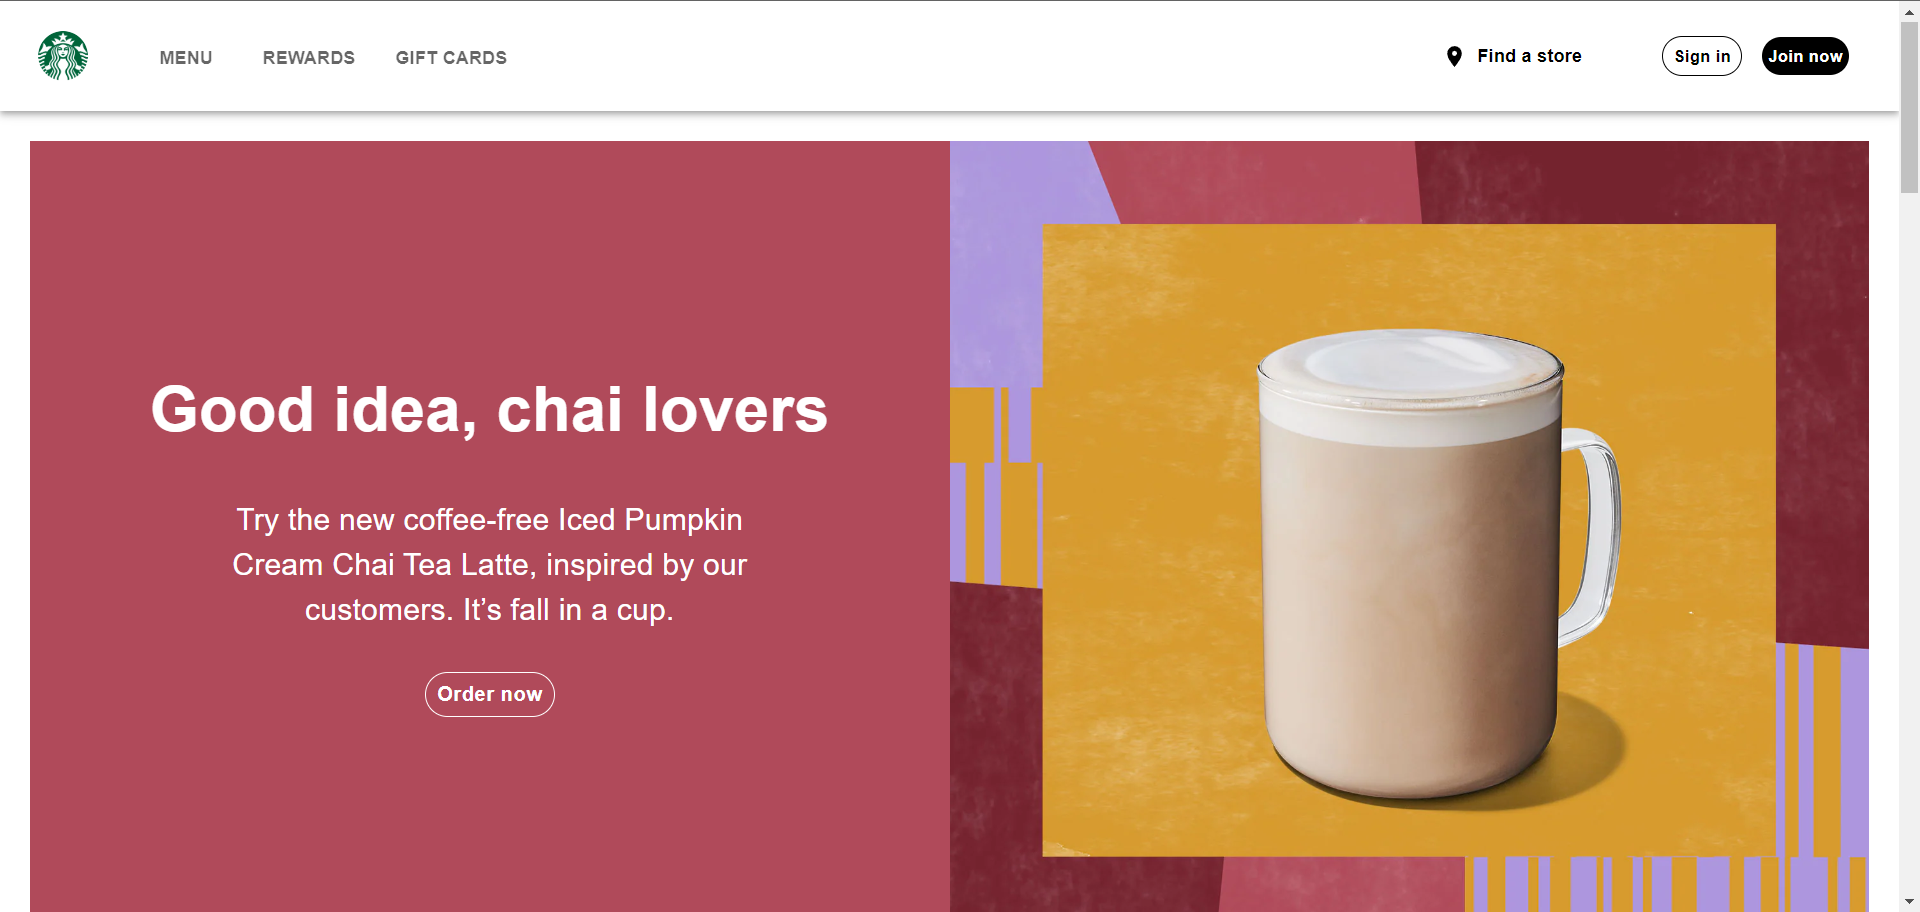 MENU REWARDS GIFT CARDS Find a store Sign in Join now
Good idea, chai lovers
Try the new coffee-free Iced Pumpkin
Cream Chai Tea Latte, inspired by our
customers. It’s fall in a cup.
Order now